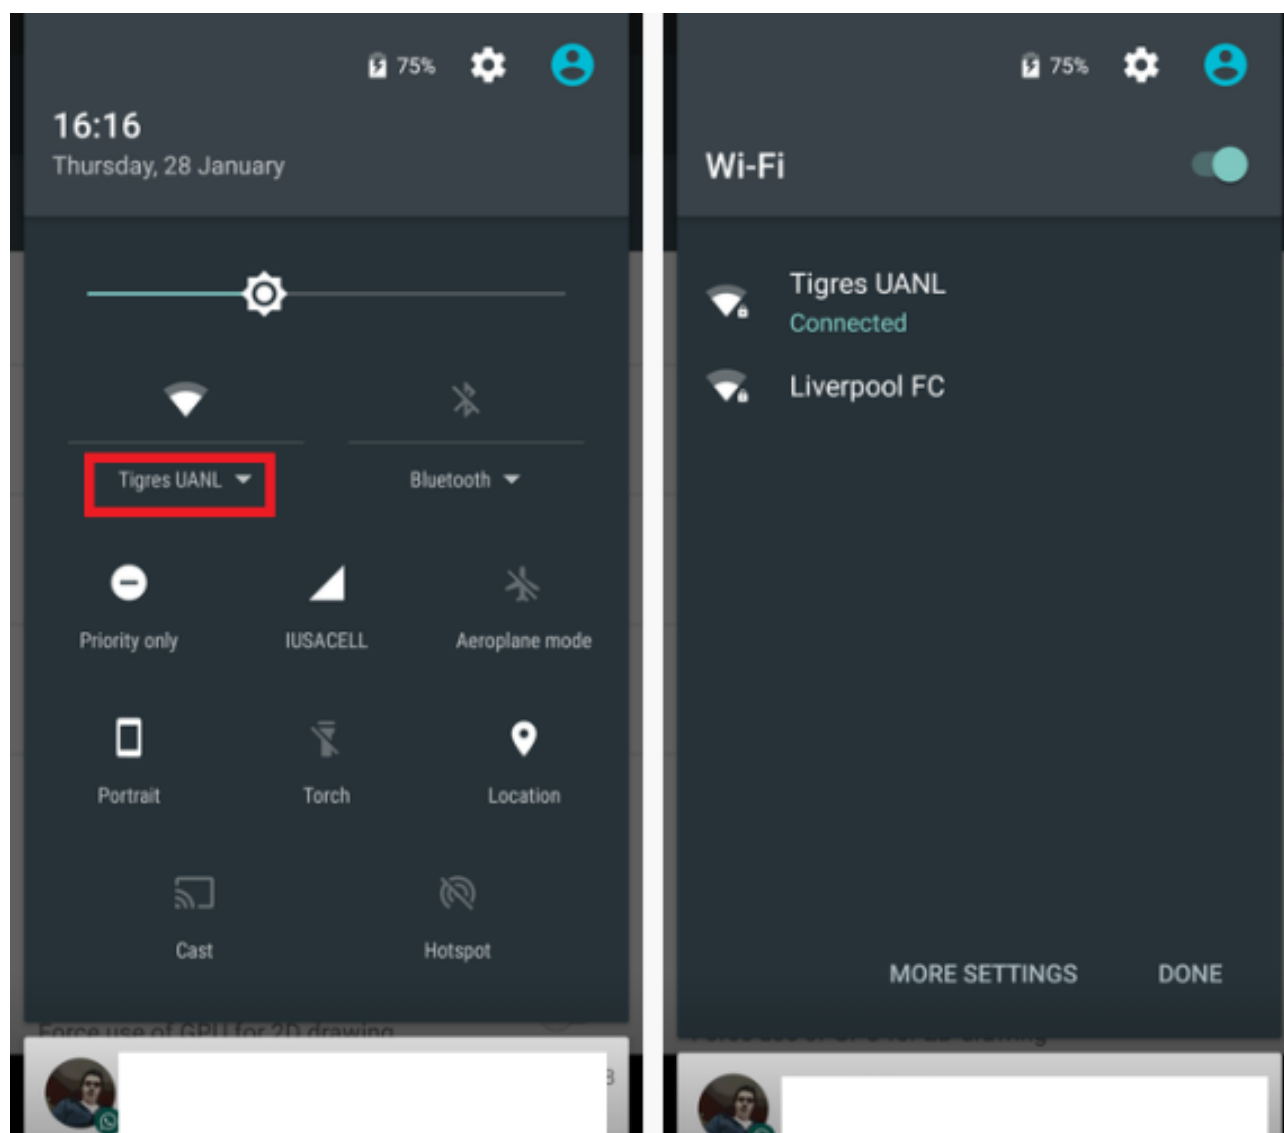 75%
16:16
Thursday, 28 January
Tigres UANL
Bluetooth
Priority only
IUSACELL
Aeroplane mode
Portrait
Torch
Location
Cast
Hotspot
Force use of GPU for 2D drawing
75%
Wi-Fi
Tigres UANL
Connected
Liverpool FC
MORE SETTINGS
DONE